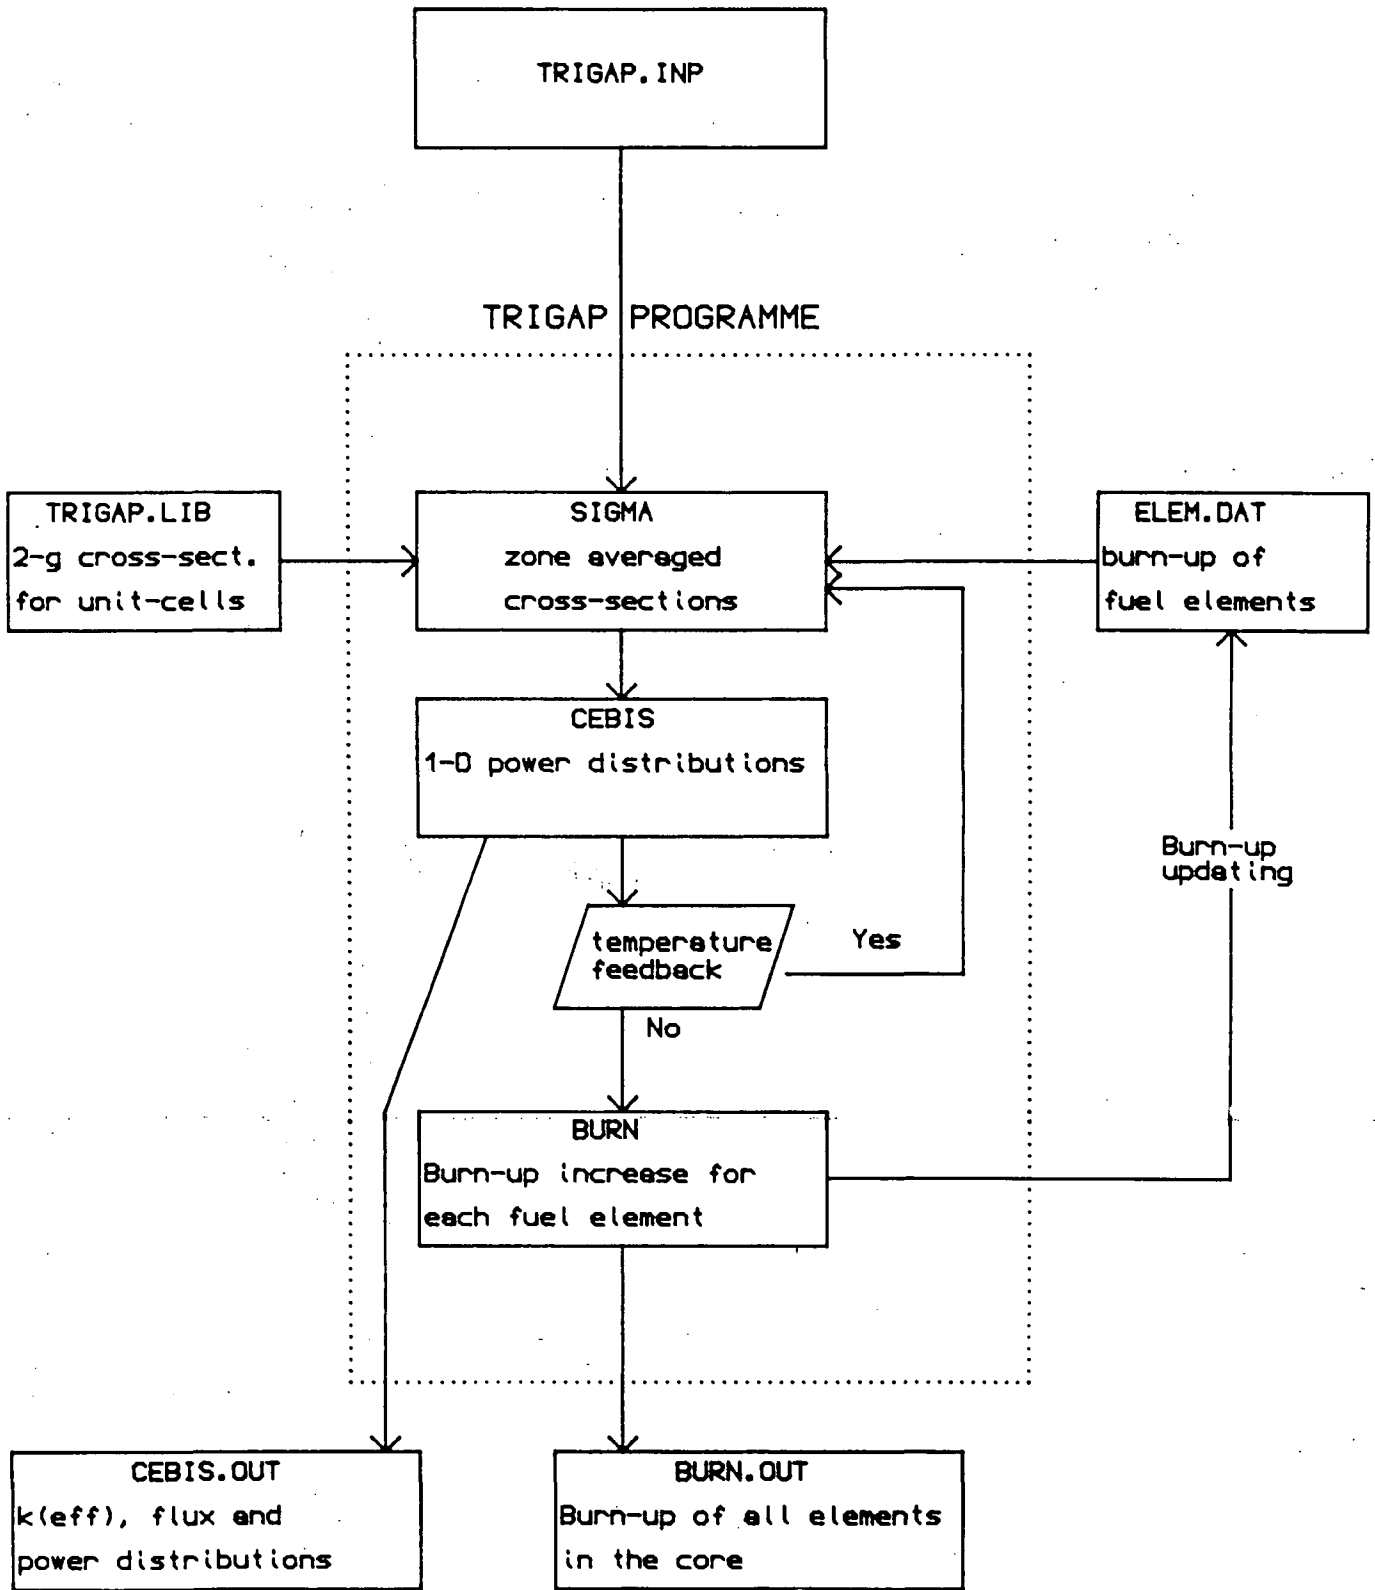 TRIGAP.INP
TRIGAP PROGRAMME
TRIGAP.LIB
2-g cross-sect.
for unit-cells
SIGMA
zone averaged
cross-sections
ELEM.DAT
burn-up of
fuel elements
CEBIS
1-D power distributions
Burn-up
updating
temperature
feedback
Yes
No
BURN
Burn-up increase for
each fuel element
CEBIS.OUT
k(eff), flux and
power distributions
BURN.OUT
Burn-up of all elements
in the core